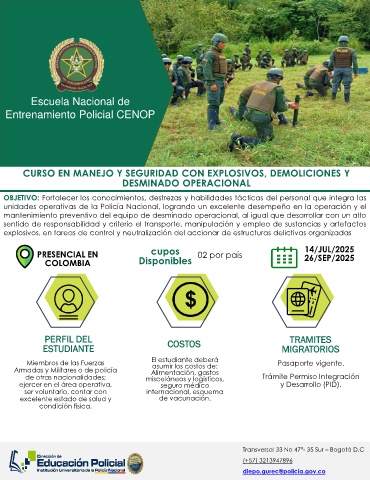 Escuela Nacional de
Entrenamiento Policial CENOP
CURSO EN MANEJO Y SEGURIDAD CON EXPLOSIVOS, DEMOLICIONES Y
DESMINADO OPERACIONAL
OBJETIVO: Fortalecer los conocimientos, destrezas y habilidades tácticas del personal que integra las
unidades operativas de la Policía Nacional, logrando un excelente desempeño en la operación y el
mantenimiento preventivo del equipo de desminado operacional, al igual que desarrollar con un alto
sentido de responsabilidad y criterio el transporte, manipulación y empleo de sustancias y artefactos
explosivos, en tareas de control y neutralización del accionar de estructuras delictivas organizadas
PRESENCIAL EN
COLOMBIA
cupos
Disponibles
02 por país
14/JUL/2025
26/SEP/2025
PERFIL DEL
ESTUDIANTE
Miembros de las Fuerzas
Armadas y Militares o de policía
de otras nacionalidades;
ejercer en el área operativa,
ser voluntario, contar con
excelente estado de salud y
condición física.
COSTOS
El estudiante deberá
asumir los costos de:
Alimentación, gastos
misceláneos y logísticos,
seguro médico
internacional, esquema
de vacunación.
TRAMITES
MIGRATORIOS
Pasaporte vigente.
Trámite Permiso Integración
y Desarrollo (PID).
Dirección de
Educación Policial
Institución Universitaria de la Policía Nacional
Transversal 33 No 47ª- 35 Sur – Bogotá D.C
(+57) 3213947896
diepo.gurec@policia.gov.co